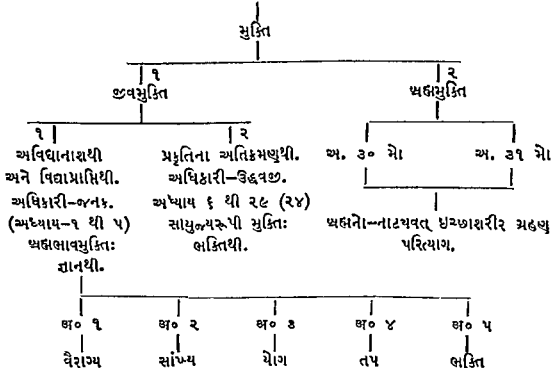 મુક્તિ
૧ ૨
જીવમુક્તિ બ્રહ્મમુક્તિ
૧ ૨
અવિદ્યાનાશથી
અને વિદ્યાપ્રાપ્તિથી.
અધિકારી-જનક.
(અધ્યાય-૧ થી ૫)
બ્રહ્મભાવમુક્તિઃ
જ્ઞાનથી.
પ્રકૃતિના અતિક્રમણથી.
અધિકારી-ઉદ્ધવજી.
અધ્યાય ૬ થી ૨૯ (૨૪)
સાયુજ્યરૂપી મુક્તિઃ
ભક્તિથી.
અ. ૩૦ મો અ. ૩૧ મો
બ્રહ્મનો-નાટ્યવત્ ઇચ્છાશરીર ગ્રહણ
પરિત્યાગ.
અ૦ ૧ અ૦ ૨ અ૦ ૩ અ૦ ૪ અ૦ ૫
વૈરાગ્ય સાંખ્ય યોગ તપ ભક્તિ